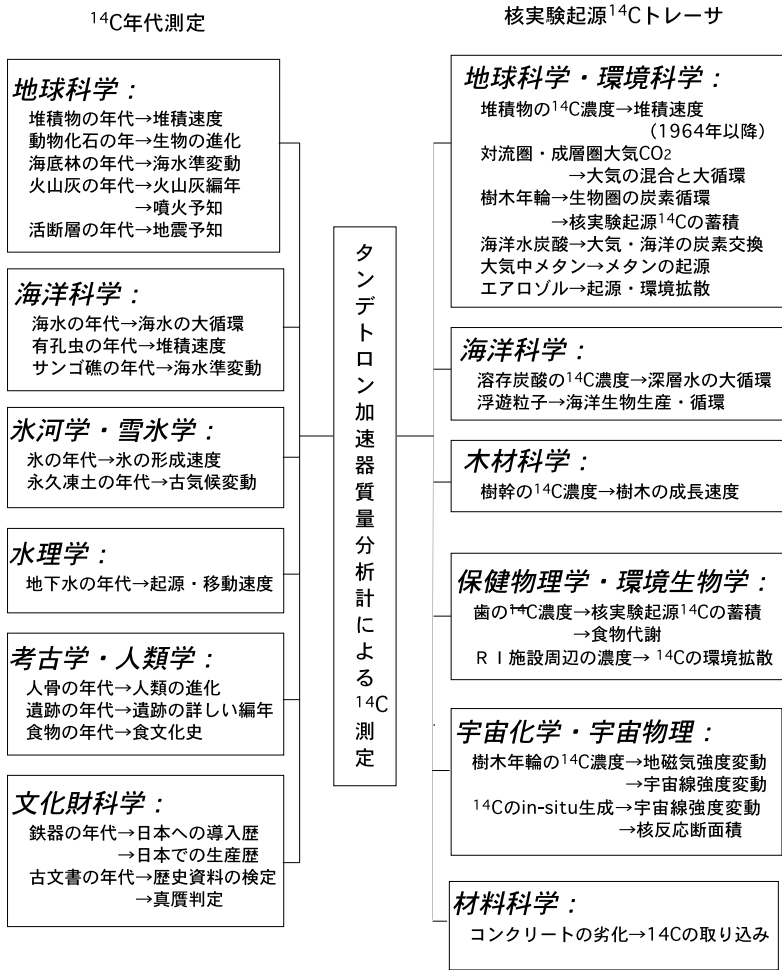 ¹⁴C年代測定
地球科学：
堆積物の年代→堆積速度
動物化石の年→生物の進化
海底林の年代→海水準変動
火山灰の年代→火山灰編年
→噴火予知
活断層の年代→地震予知
海洋科学：
海水の年代→海水の大循環
有孔虫の年代→堆積速度
サンゴ礁の年代→海水準変動
氷河学・雪氷学：
氷の年代→氷の形成速度
永久凍土の年代→古気候変動
水理学：
地下水の年代→起源・移動速度
考古学・人類学：
人骨の年代→人類の進化
遺跡の年代→遺跡の詳しい編年
食物の年代→食文化史
文化財科学：
鉄器の年代→日本への導入歴
→日本での生産歴
古文書の年代→歴史資料の検定
→真贋判定
タンデトロン加速器質量分析計による¹⁴C測定
核実験起源¹⁴Cトレーサ
地球科学・環境科学：
堆積物の¹⁴C濃度→堆積速度
（1964年以降）
対流圏・成層圏大気CO₂
→大気の混合と大循環
樹木年輪→生物圏の炭素循環
→核実験起源¹⁴Cの蓄積
海洋水炭酸→大気・海洋の炭素交換
大気中メタン→メタンの起源
エアロゾル→起源・環境拡散
海洋科学：
溶存炭酸の¹⁴C濃度→深層水の大循環
浮遊粒子→海洋生物生産・循環
木材科学：
樹幹の¹⁴C濃度→樹木の成長速度
保健物理学・環境生物学：
歯の¹⁴C濃度→核実験起源¹⁴Cの蓄積
→食物代謝
ＲＩ施設周辺の濃度→ ¹⁴Cの環境拡散
宇宙化学・宇宙物理：
樹木年輪の¹⁴C濃度→地磁気強度変動
→宇宙線強度変動
¹⁴Cのin-situ生成→宇宙線強度変動
→核反応断面積
材料科学：
コンクリートの劣化→14Cの取り込み